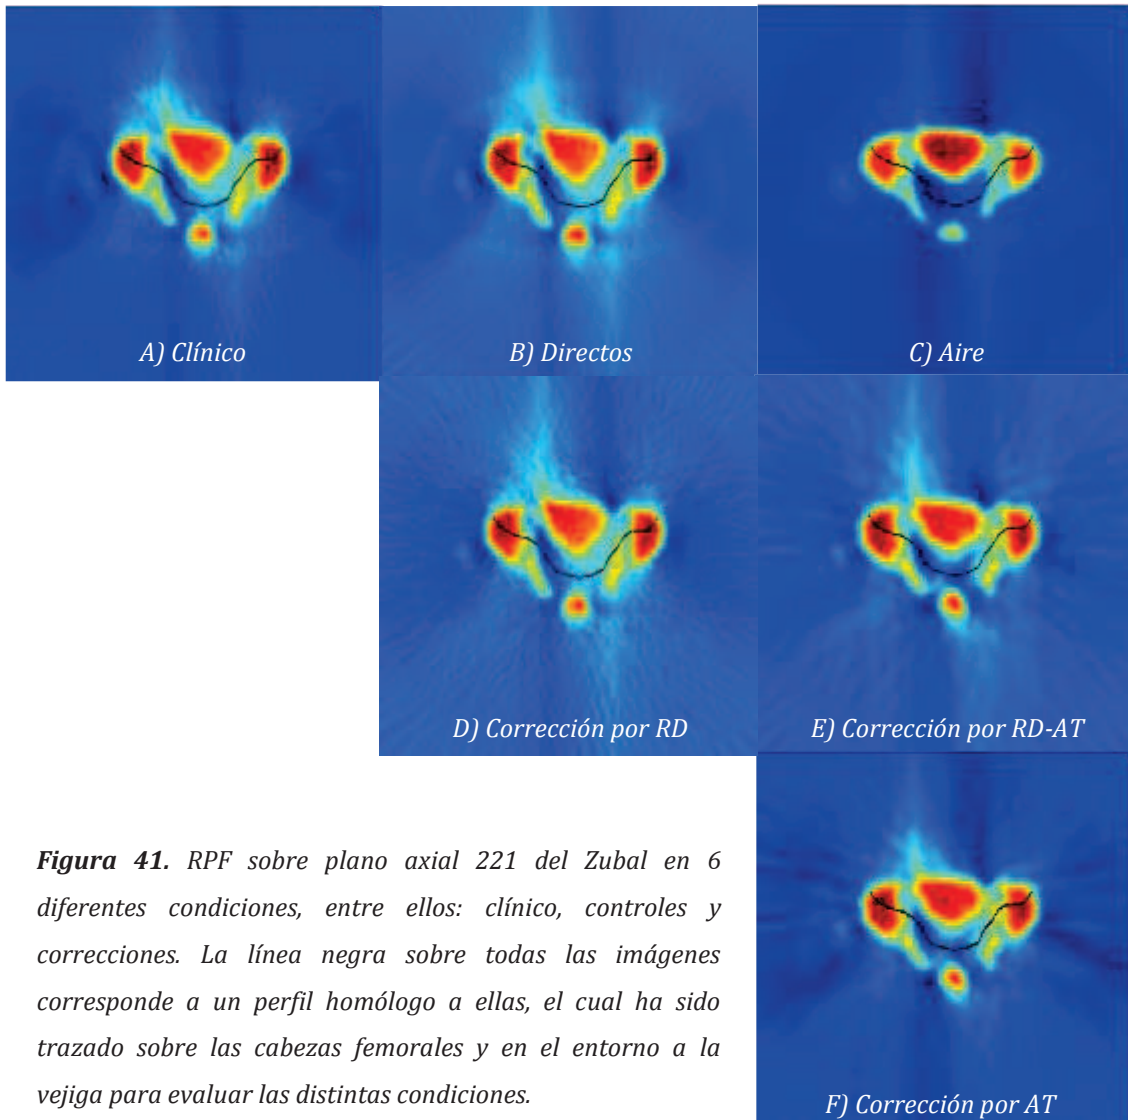 A) Clínico
B) Directos
C) Aire
D) Corrección por RD
E) Corrección por RD-AT
Figura 41. RPF sobre plano axial 221 del Zubal en 6
diferentes condiciones, entre ellos: clínico, controles y
correcciones. La línea negra sobre todas las imágenes
corresponde a un perfil homólogo a ellas, el cual ha sido
trazado sobre las cabezas femorales y en el entorno a la
vejiga para evaluar las distintas condiciones.
F) Corrección por AT